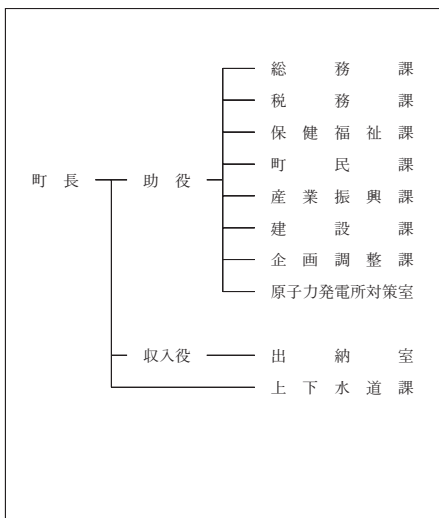 総務課
税務課
保健福祉課
町民課
町長 助役 産業振興課
建設課
企画調整課
原子力発電所対策室
収入役 出納室
上下水道課